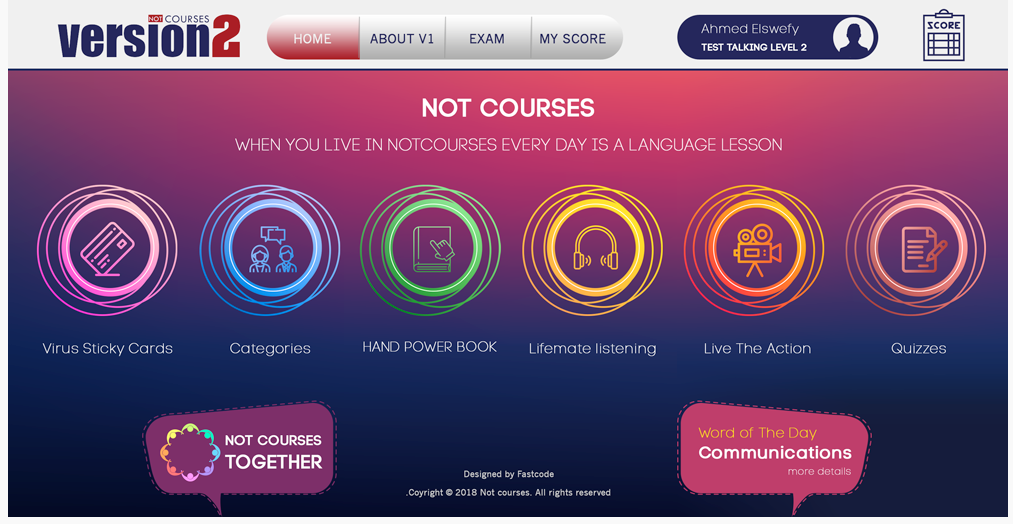 NOT COURSES
version2
HOME
ABOUT V1
EXAM
MY SCORE
Ahmed Elswefy
TEST TALKING LEVEL 2
SCORE
NOT COURSES
WHEN YOU LIVE IN NOTCOURSES EVERY DAY IS A LANGUAGE LESSON
Virus Sticky Cards
Categories
HAND POWER BOOK
Lifemate listening
Live The Action
Quizzes
NOT COURSES
TOGETHER
Word of The Day
Communications
more details
Designed by Fastcode
.Coyright © 2018 Not courses. All rights reserved